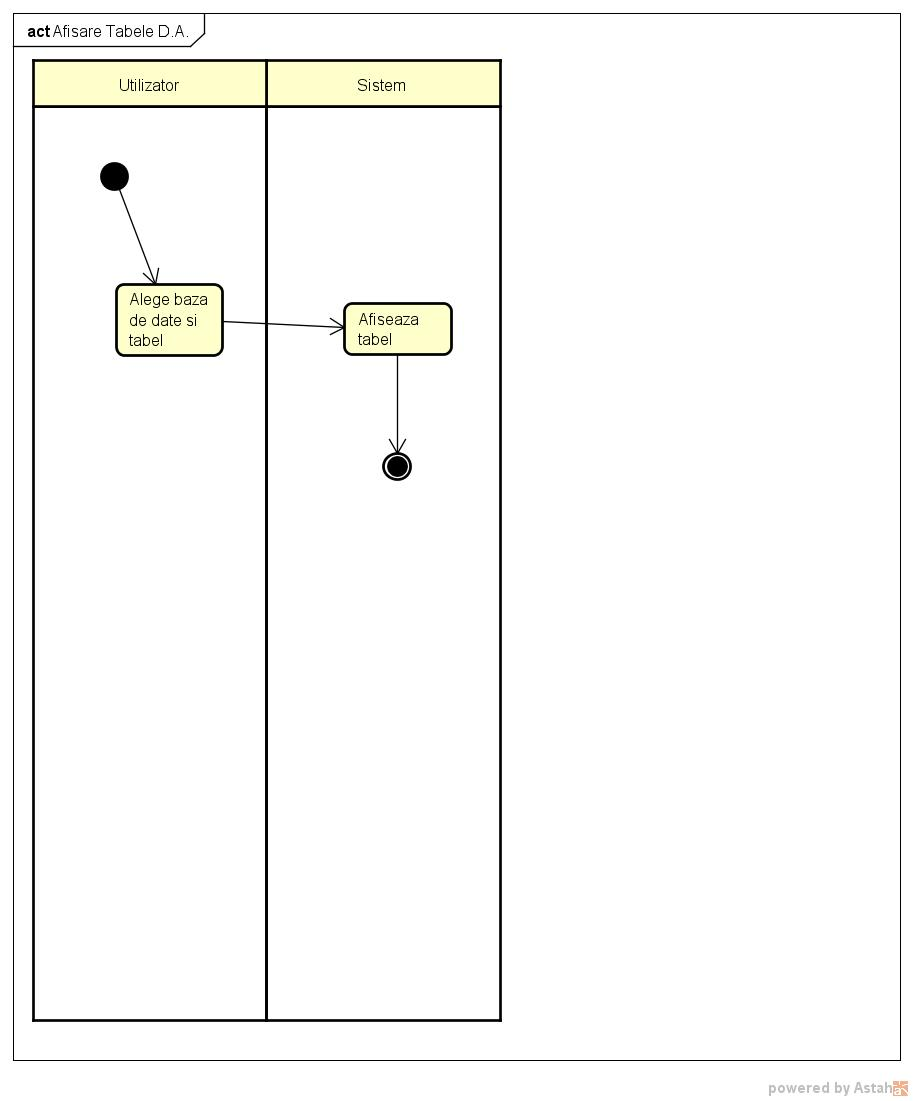 act Afisare Tabele D.A.
Utilizator
Sistem
Alege baza
de date si
tabel
Afiseaza
tabel
powered by Astah